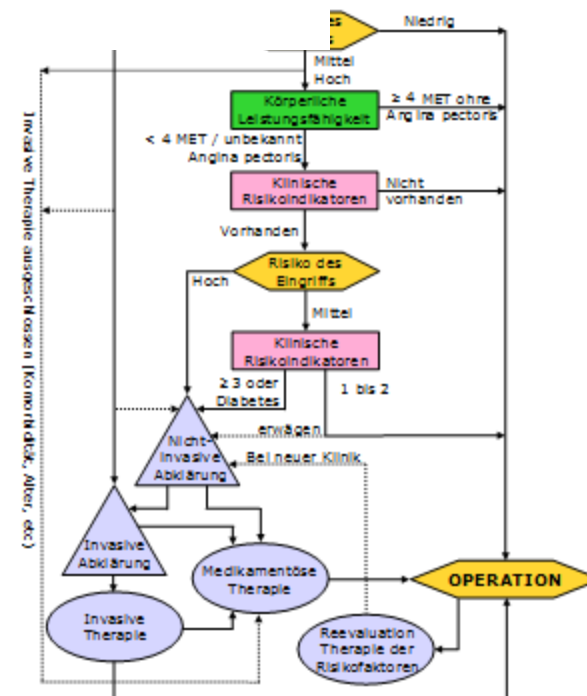 es
s
Niedrig
Mittel
Hoch
Körperliche
Leistungsfähigkeit
≥ 4 MET ohne
Angina pectoris
< 4 MET / unbekannt
Angina pectoris
Klinische
Risikoindikatoren
Nicht
vorhanden
Vorhanden
Risiko des
Eingriffs
Hoch
Mittel
Klinische
Risikoindikatoren
≥ 3 oder
Diabetes
1 bis 2
erwägen
Nicht-
Invasive
Abklärung
Bei neuer Klinik
Invasive
Abklärung
Medikamentöse
Therapie
OPERATION
Invasive
Therapie
Reevaluation
Therapie der
Risikofaktoren
Invasive Therapie ausgeschlossen (Komorbidität, Alter, etc)